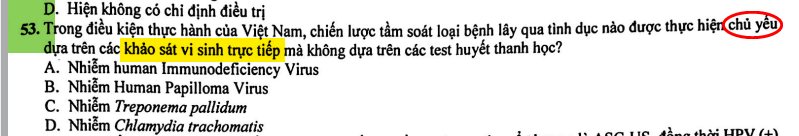 D. Hiện không có chỉ định điều trị
53. Trong điều kiện thực hành của Việt Nam, chiến lược tầm soát loại bệnh lây qua tình dục nào được thực hiện chủ yếu
dựa trên các khảo sát vi sinh trực tiếp mà không dựa trên các test huyết thanh học?
A. Nhiễm human Immunodeficiency Virus
B. Nhiễm Human Papilloma Virus
C. Nhiễm Treponema pallidum
D. Nhiễm Chlamydia trachomatis
ASC-US, đồng thời HPV (+)